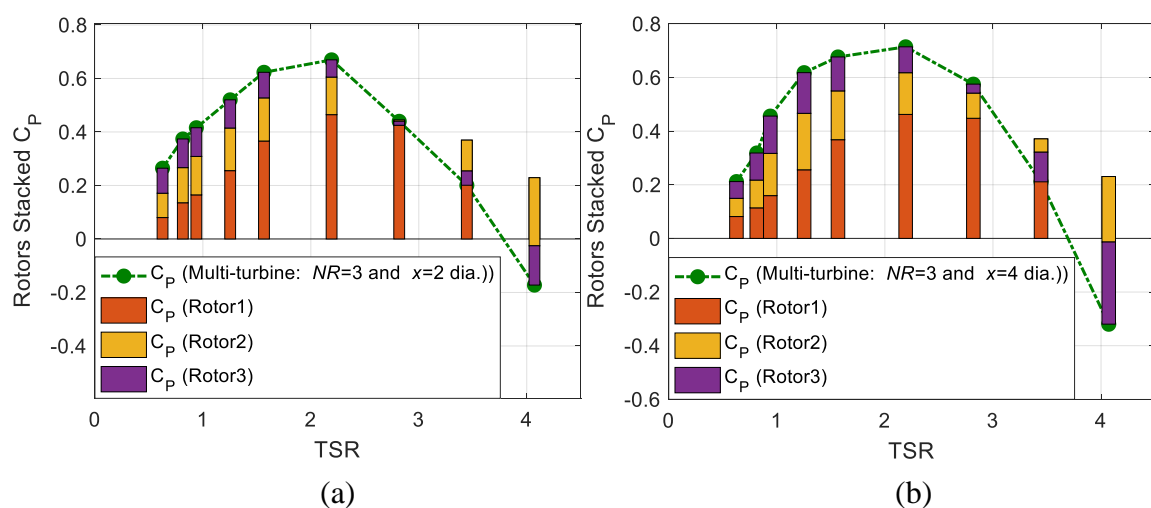 0.8
0.6
0.4
0.2
0
-0.2
-0.4
Rotors Stacked C_P
C_P (Multi-turbine: NR=3 and x=2 dia.))
C_P (Rotor1)
C_P (Rotor2)
C_P (Rotor3)
0 1 2 3 4
TSR
(a)
0.8
0.6
0.4
0.2
0
-0.2
-0.4
-0.6
Rotors Stacked C_P
C_P (Multi-turbine: NR=3 and x=4 dia.))
C_P (Rotor1)
C_P (Rotor2)
C_P (Rotor3)
0 1 2 3 4
TSR
(b)